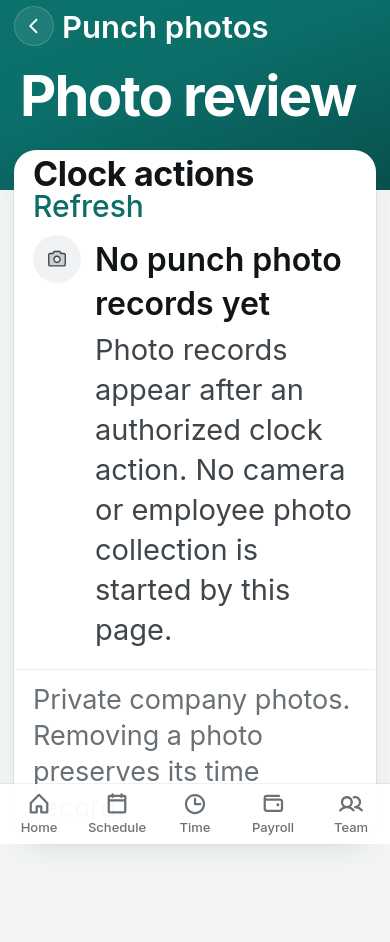 Punch photos
Photo review
Clock actions
Refresh
No punch photo
records yet
Photo records
appear after an
authorized clock
action. No camera
or employee photo
collection is
started by this
page.
Private company photos.
Removing a photo
preserves its time
Home
Schedule
Time
Payroll
Team